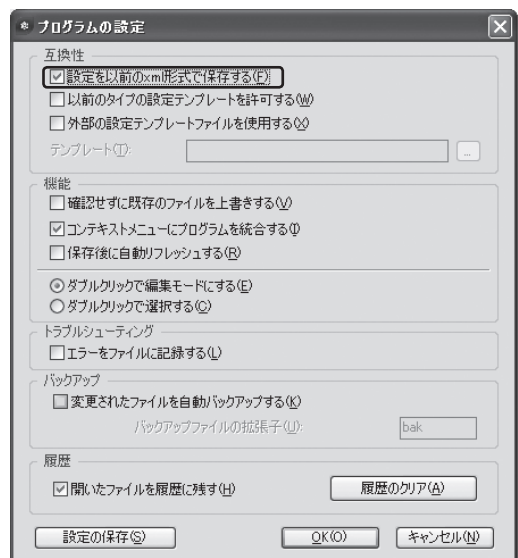 プログラムの設定
互換性
設定を以前のxml形式で保存する(F)
以前のタイプの設定テンプレートを許可する(W)
外部の設定テンプレートファイルを使用する(X)
テンプレート(T):
...
機能
確認せずに既存のファイルを上書きする(V)
コンテキストメニューにプログラムを統合する(I)
保存後に自動リフレッシュする(R)
ダブルクリックで編集モードにする(E)
ダブルクリックで選択する(C)
トラブルシューティング
エラーをファイルに記録する(L)
バックアップ
変更されたファイルを自動バックアップする(K)
バックアップファイルの拡張子(U): bak
履歴
開いたファイルを履歴に残す(H) 履歴のクリア(A)
設定の保存(S) OK(O) キャンセル(N)